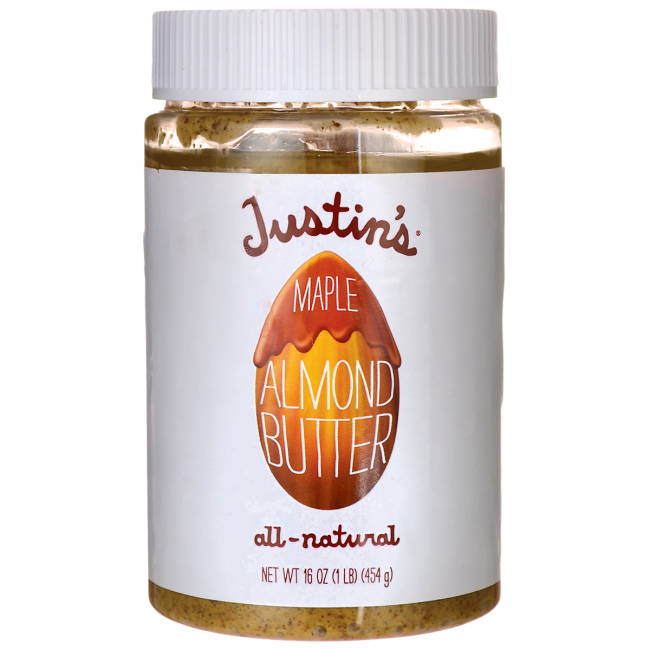 Justin's®
MAPLE
ALMOND
BUTTER
all-natural
NET WT 16 OZ (1 LB) (454 g)